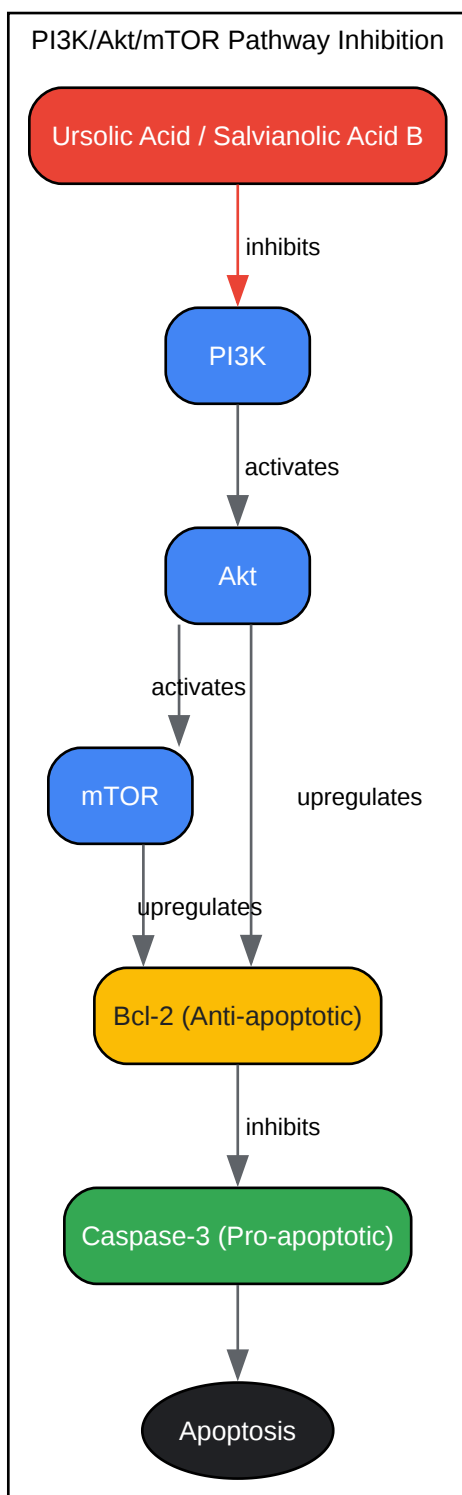 PI3K/Akt/mTOR Pathway Inhibition
Ursolic Acid / Salvianolic Acid B
inhibits
PI3K
activates
Akt
activates
mTOR
upregulates
upregulates
Bcl-2 (Anti-apoptotic)
inhibits
Caspase-3 (Pro-apoptotic)
Apoptosis